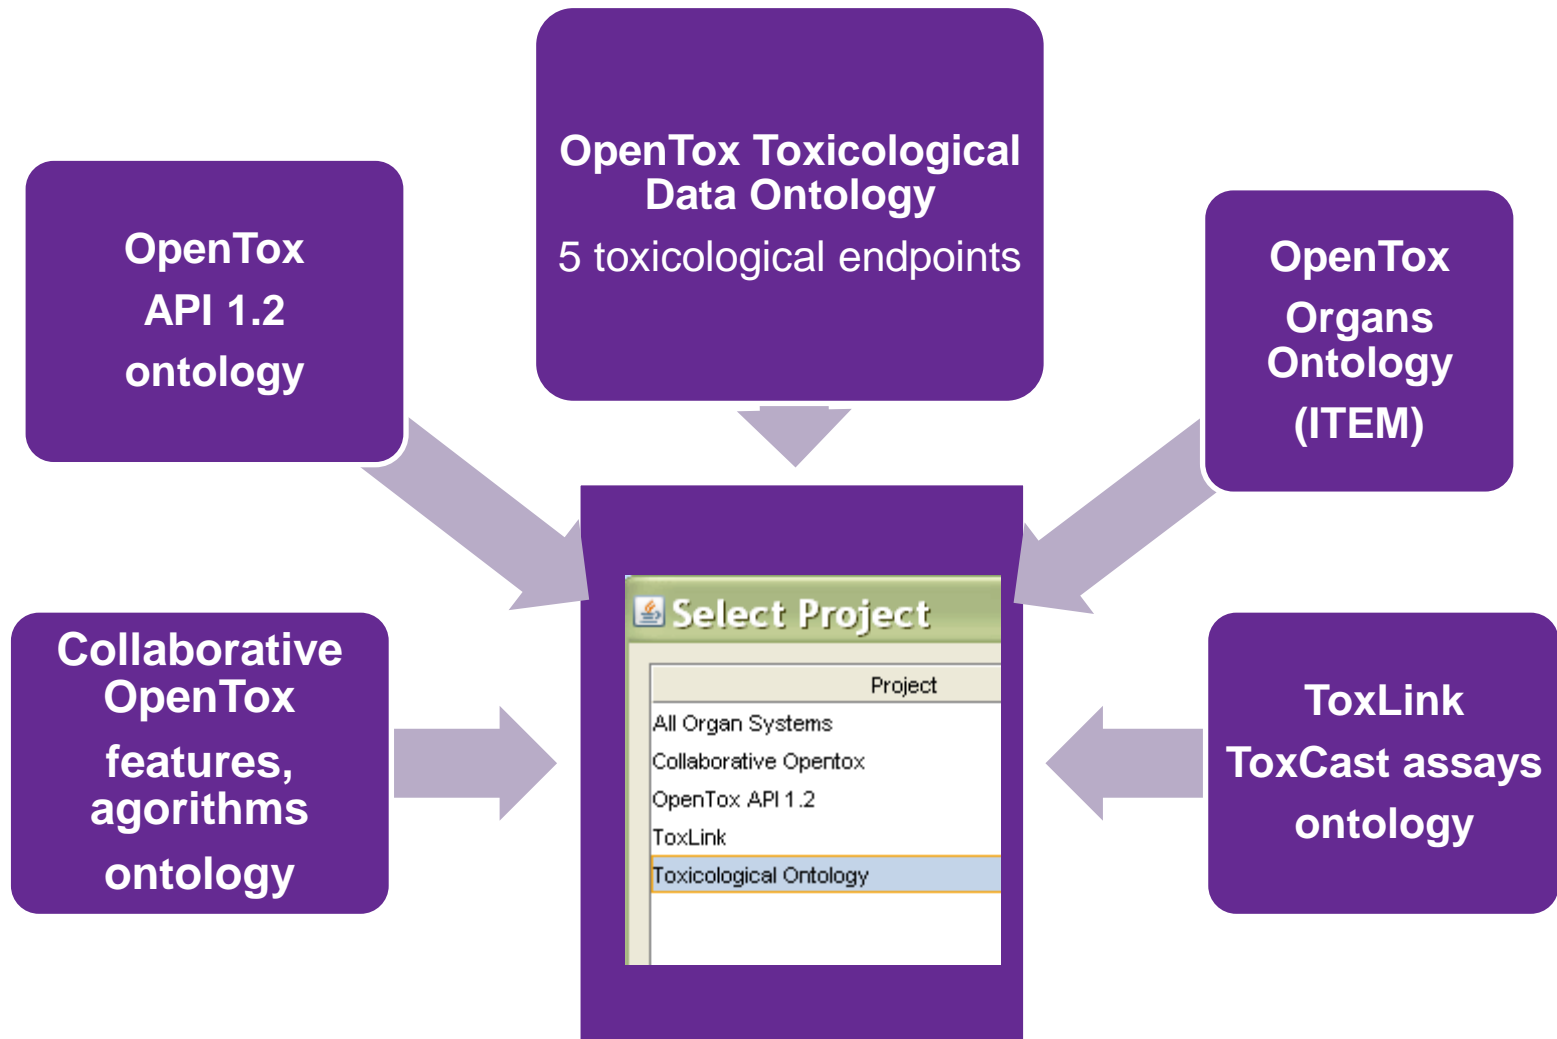 OpenTox Toxicological
Data Ontology
5 toxicological endpoints
OpenTox
API 1.2
ontology
OpenTox
Organs
Ontology
(ITEM)
Collaborative
OpenTox
features,
agorithms
ontology
Select Project
Project
All Organ Systems
Collaborative Opentox
OpenTox API 1.2
ToxLink
Toxicological Ontology
ToxLink
ToxCast assays
ontology